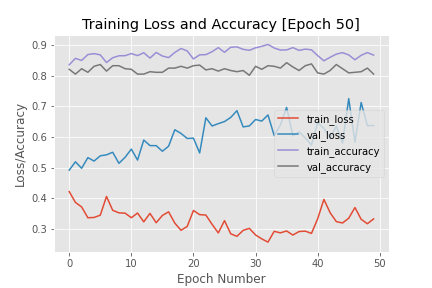 Training Loss and Accuracy [Epoch 50]
Loss/Accuracy
0.9
0.8
0.7
0.6
0.5
0.4
0.3
train_loss
val_loss
train_accuracy
val_accuracy
0 10 20 30 40 50
Epoch Number